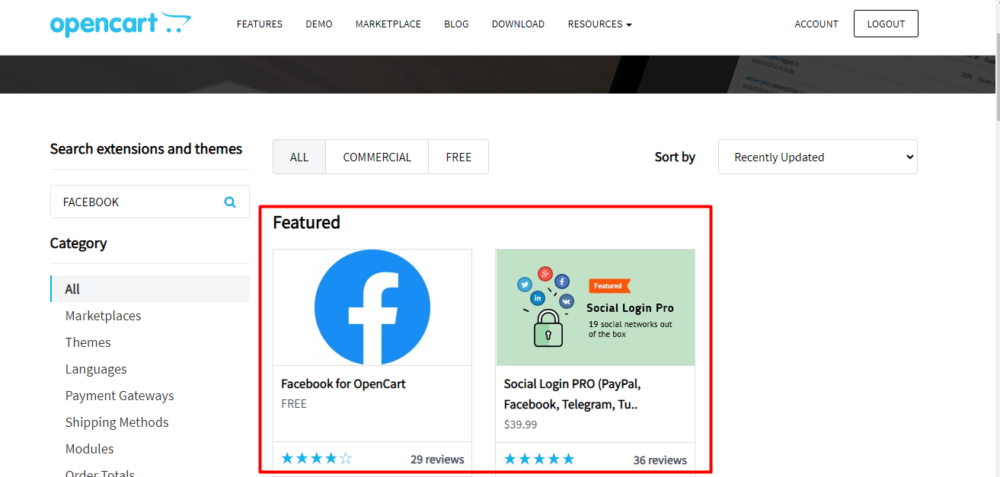 opencart
FEATURES
DEMO
MARKETPLACE
BLOG
DOWNLOAD
RESOURCES
ACCOUNT
LOGOUT
Search extensions and themes
FACEBOOK
Category
All
Marketplaces
Themes
Languages
Payment Gateways
Shipping Methods
Modules
Order Totals
ALL
COMMERCIAL
FREE
Sort by
Recently Updated
Featured
Facebook for OpenCart
FREE
29 reviews
Featured
Social Login Pro
19 social networks out
of the box
Social Login PRO (PayPal,
Facebook, Telegram, Tu..
$39.99
36 reviews